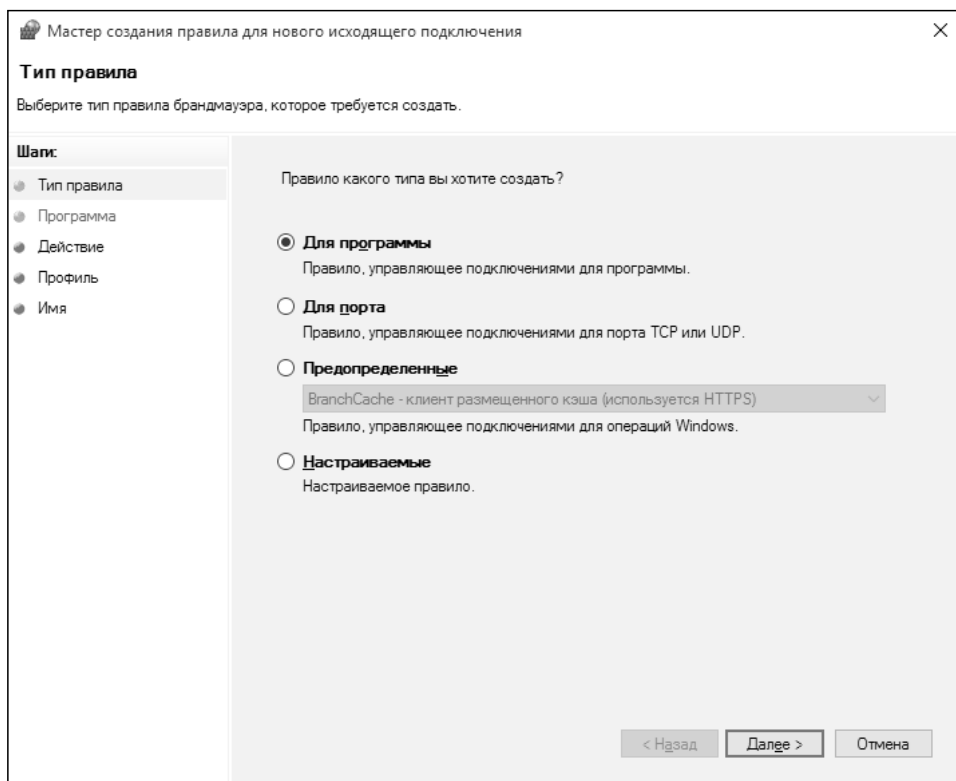 Мастер создания правила для нового исходящего подключения
Тип правила
Выберите тип правила брандмауэра, которое требуется создать.
Шаги:
Тип правила
Программа
Действие
Профиль
Имя
Правило какого типа вы хотите создать?
Для программы
Правило, управляющее подключениями для программы.
Для порта
Правило, управляющее подключениями для порта TCP или UDP.
Предопределенные
BranchCache - клиент размещенного кэша (используется HTTPS)
Правило, управляющее подключениями для операций Windows.
Настраиваемые
Настраиваемое правило.
< Назад
Далее >
Отмена